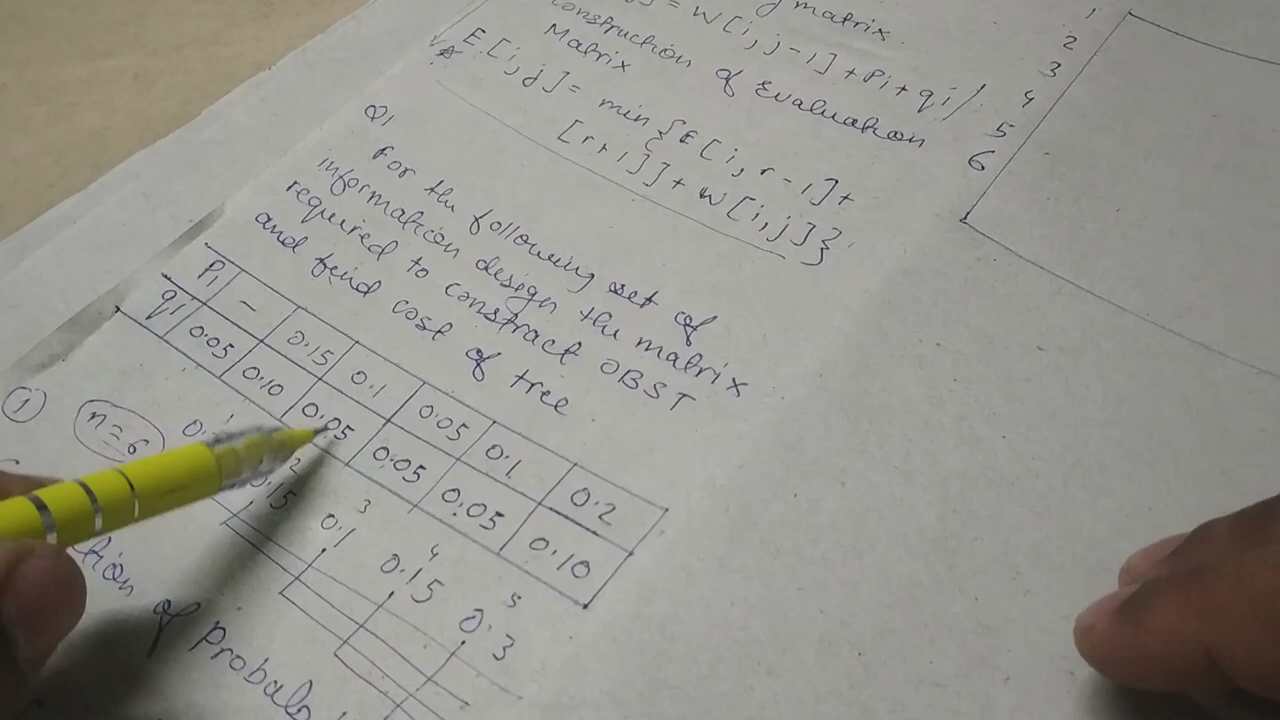 g matrix.
= W[i, j-1] + Pi + qi)
Construction of Evaluation
Matrix
E[i, j] = min {E[i, r-1] +
[r+1]] + W[i, j]}
Q1
For the following set of
information design the matrix
required to construct OBST
and find cost of tree
Pi — 0.15 0.1 0.05 0.1 0.2
qi 0.05 0.10 0.05 0.05 0.05 0.10
1 n=6
2 3 4 5
0.15 0.1 0.15 0.3
of
1
2
3
4
5
6